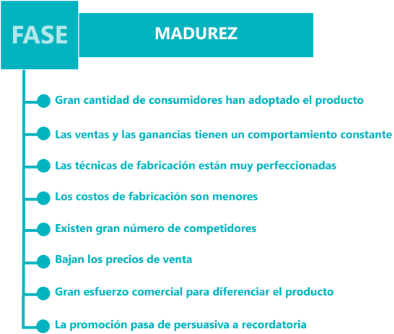 FASE
MADUREZ
Gran cantidad de consumidores han adoptado el producto
Las ventas y las ganancias tienen un comportamiento constante
Las técnicas de fabricación están muy perfeccionadas
Los costos de fabricación son menores
Existen gran número de competidores
Bajan los precios de venta
Gran esfuerzo comercial para diferenciar el producto
La promoción pasa de persuasiva a recordatoria